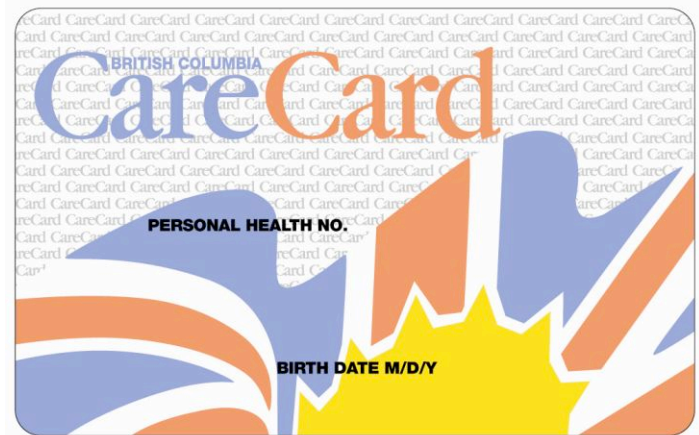 BRITISH COLUMBIA
CareCard
PERSONAL HEALTH NO.
BIRTH DATE M/D/Y